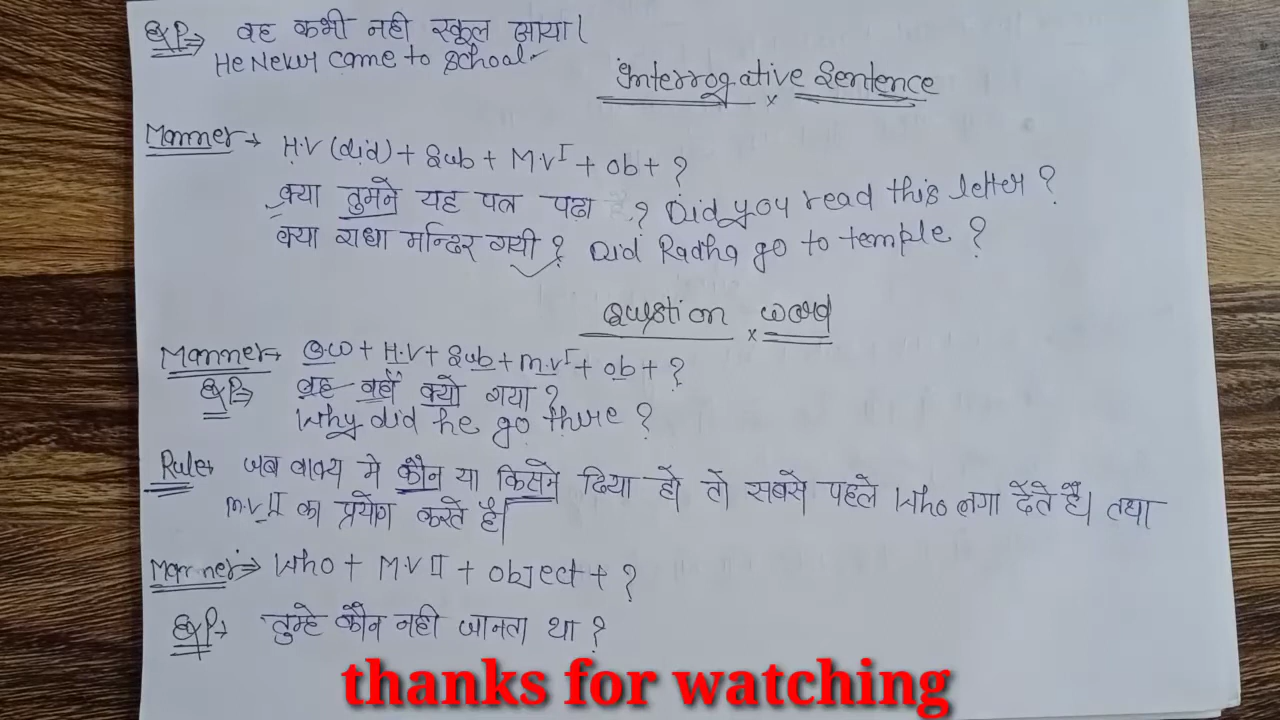 Exp⇒ वह कभी नही स्कूल आया।
He Never came to School.
Interrogative Sentence
Manner→ H.V (did) + Sub + M.V I + ob + ?
क्या तुमने यह पत्र पढ़ा है ? Did you read this letter ?
क्या राधा मन्दिर गयी ? Did Radha go to temple ?
Question x word
Manner→ Q.w + H.V + Sub + m.v I + ob + ?
Exp⇒ वह वहाँ क्यो गया ?
Why did he go there ?
Rule→ जब वाक्य मे कौन या किसने दिया हो तो सबसे पहले Who लगा देते है। तथा
m.v II का प्रयोग करते है।
Manner→ Who + M.V II + object + ?
Exp→ तुम्हे कौन नही जानता था ?
thanks for watching